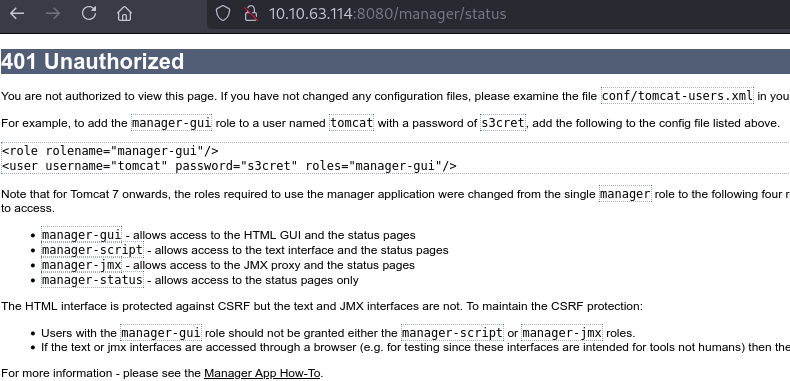 10.10.63.114:8080/manager/status
401 Unauthorized
You are not authorized to view this page. If you have not changed any configuration files, please examine the file conf/tomcat-users.xml in you
For example, to add the manager-gui role to a user named tomcat with a password of s3cret, add the following to the config file listed above.
<role rolename="manager-gui"/>
<user username="tomcat" password="s3cret" roles="manager-gui"/>
Note that for Tomcat 7 onwards, the roles required to use the manager application were changed from the single manager role to the following four r
to access.
manager-gui - allows access to the HTML GUI and the status pages
manager-script - allows access to the text interface and the status pages
manager-jmx - allows access to the JMX proxy and the status pages
manager-status - allows access to the status pages only
The HTML interface is protected against CSRF but the text and JMX interfaces are not. To maintain the CSRF protection:
Users with the manager-gui role should not be granted either the manager-script or manager-jmx roles.
If the text or jmx interfaces are accessed through a browser (e.g. for testing since these interfaces are intended for tools not humans) then the
For more information - please see the Manager App How-To.